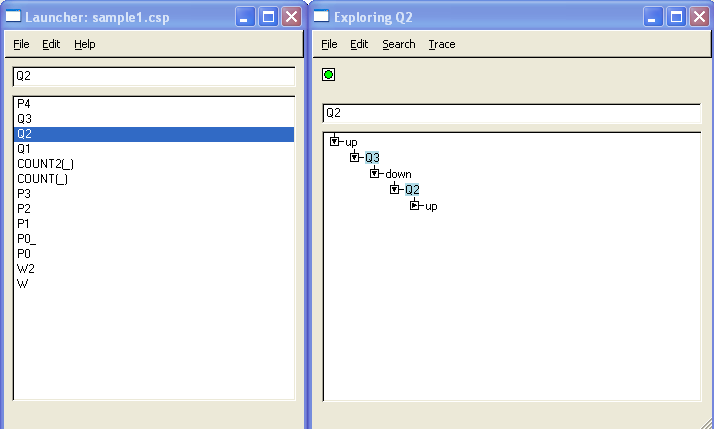 Launcher: sample1.csp
File Edit Help
Q2
P4
Q3
Q2
Q1
COUNT2(_)
COUNT(_)
P3
P2
P1
P0_
P0
W2
W
Exploring Q2
File Edit Search Trace
Q2
up
Q3
down
Q2
up